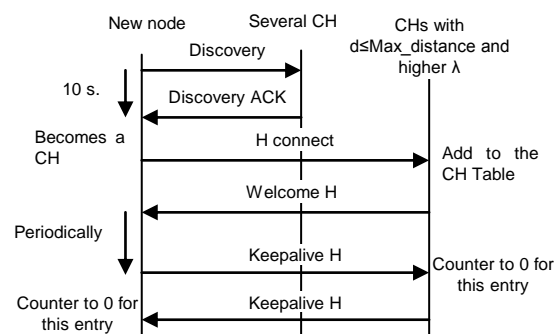 New node
Several CH
CHs with
d≤Max_distance and
higher λ
Discovery
10 s.
Discovery ACK
Becomes a
CH
H connect
Add to the
CH Table
Welcome H
Periodically
Keepalive H
Counter to 0 for
this entry
Counter to 0 for
this entry
Keepalive H